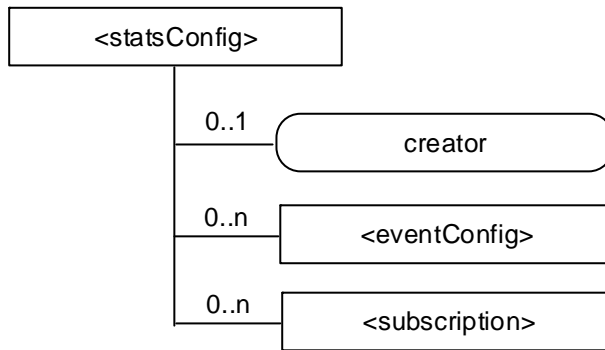 <statsConfig>
0..1
creator
0..n
<eventConfig>
0..n
<subscription>